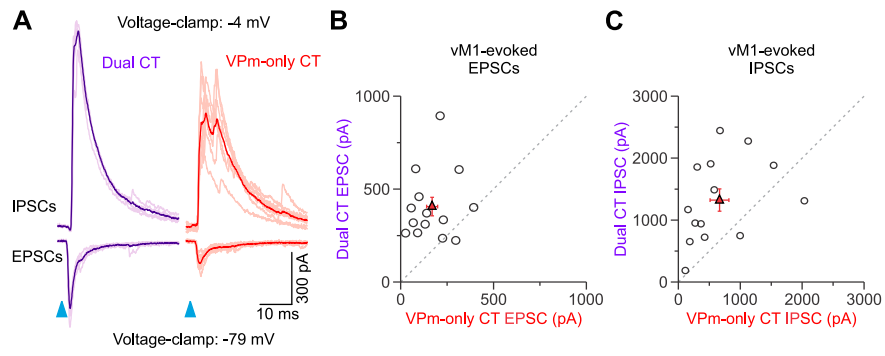 A
Voltage-clamp: -4 mV
Dual CT
VPm-only CT
IPSCs
EPSCs
300 pA
10 ms
Voltage-clamp: -79 mV
B
vM1-evoked
EPSCs
Dual CT EPSC (pA)
1000
500
0
0
500
1000
VPm-only CT EPSC (pA)
C
vM1-evoked
IPSCs
Dual CT IPSC (pA)
3000
2000
1000
0
0
1000
2000
3000
VPm-only CT IPSC (pA)